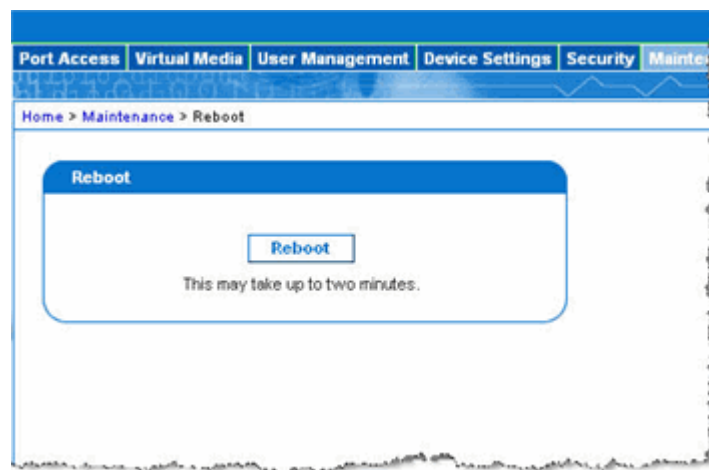 Port Access Virtual Media User Management Device Settings Security Mainte
Home > Maintenance > Reboot
Reboot
Reboot
This may take up to two minutes.